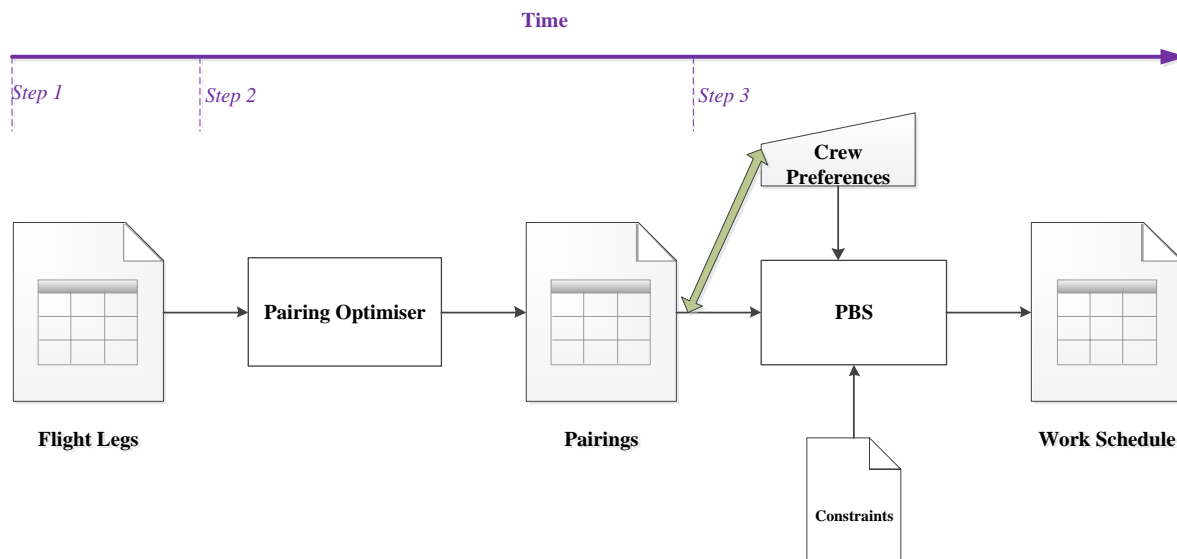 Time
Step 1
Step 2
Step 3
Crew
Preferences
Pairing Optimiser
PBS
Flight Legs
Pairings
Work Schedule
Constraints